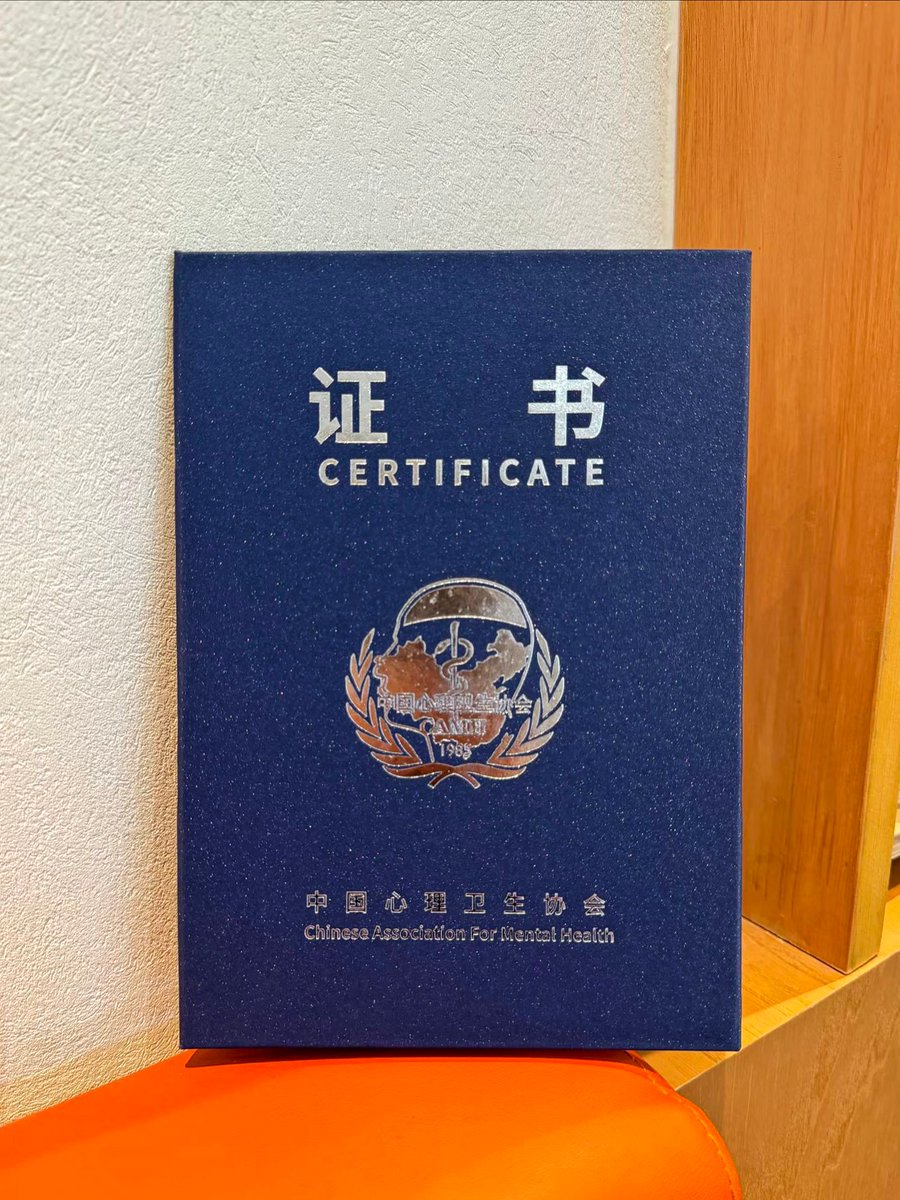 证书
CERTIFICATE
中国心理卫生协会
CAMH
1985
中国心理卫生协会
Chinese Association For Mental Health